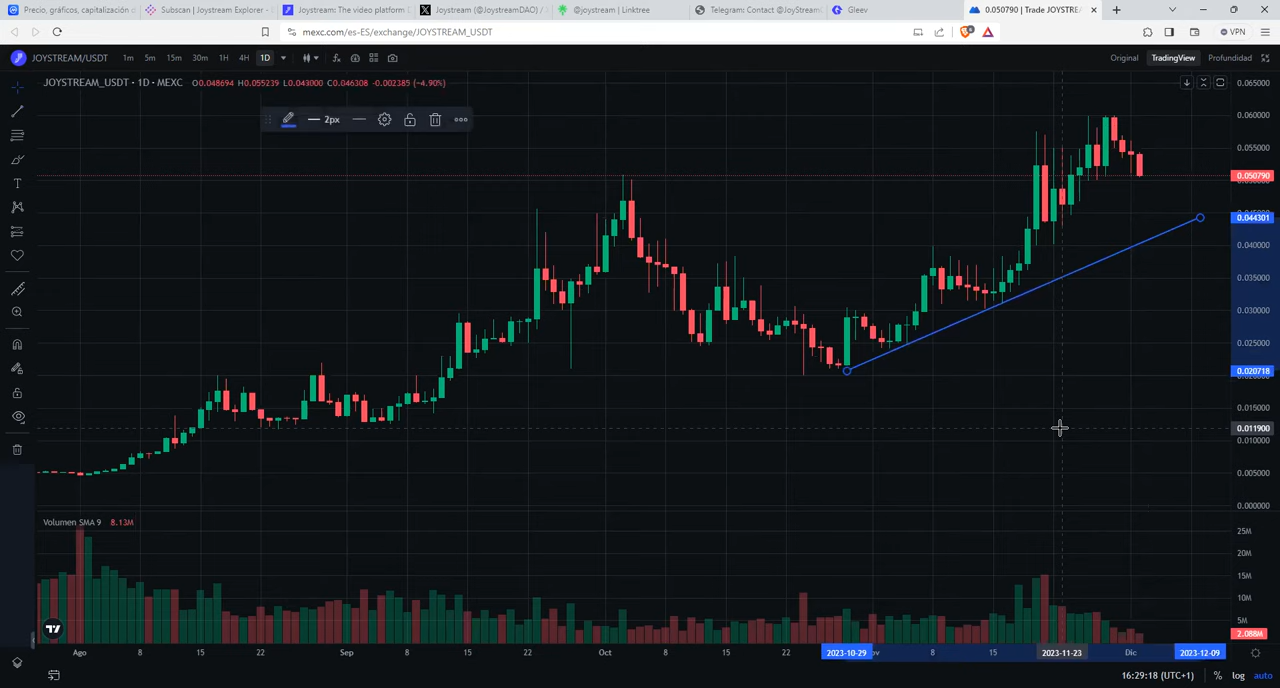 Precio, gráficos, capitalización d
Subscan | Joystream Explorer -
Joystream: The video platform D
Joystream (@JoystreamDAO) /
@joystream | Linktree
Telegram: Contact @JoyStreamC
Gleev
0.050790 | Trade JOYSTRE
mexc.com/es-ES/exchange/JOYSTREAM_USDT
VPN
JOYSTREAM/USDT 1m 5m 15m 30m 1H 4H 1D
Original TradingView Profundidad
JOYSTREAM_USDT · 1D · MEXC O0.048694 H0.055239 L0.043000 C0.046308 -0.002385 (-4.90%)
2px
0.065000
0.060000
0.055000
0.050790
0.044301
0.040000
0.035000
0.030000
0.025000
0.020718
0.015000
0.011900
0.010000
0.005000
0.000000
Volumen SMA 9 8.13M
25M
20M
15M
10M
5M
2.088M
Ago 8 15 22 Sep 8 15 22 Oct 8 15 22 2023-10-29 8 15 2023-11-23 Dic 2023-12-09
16:29:18 (UTC+1) % log auto